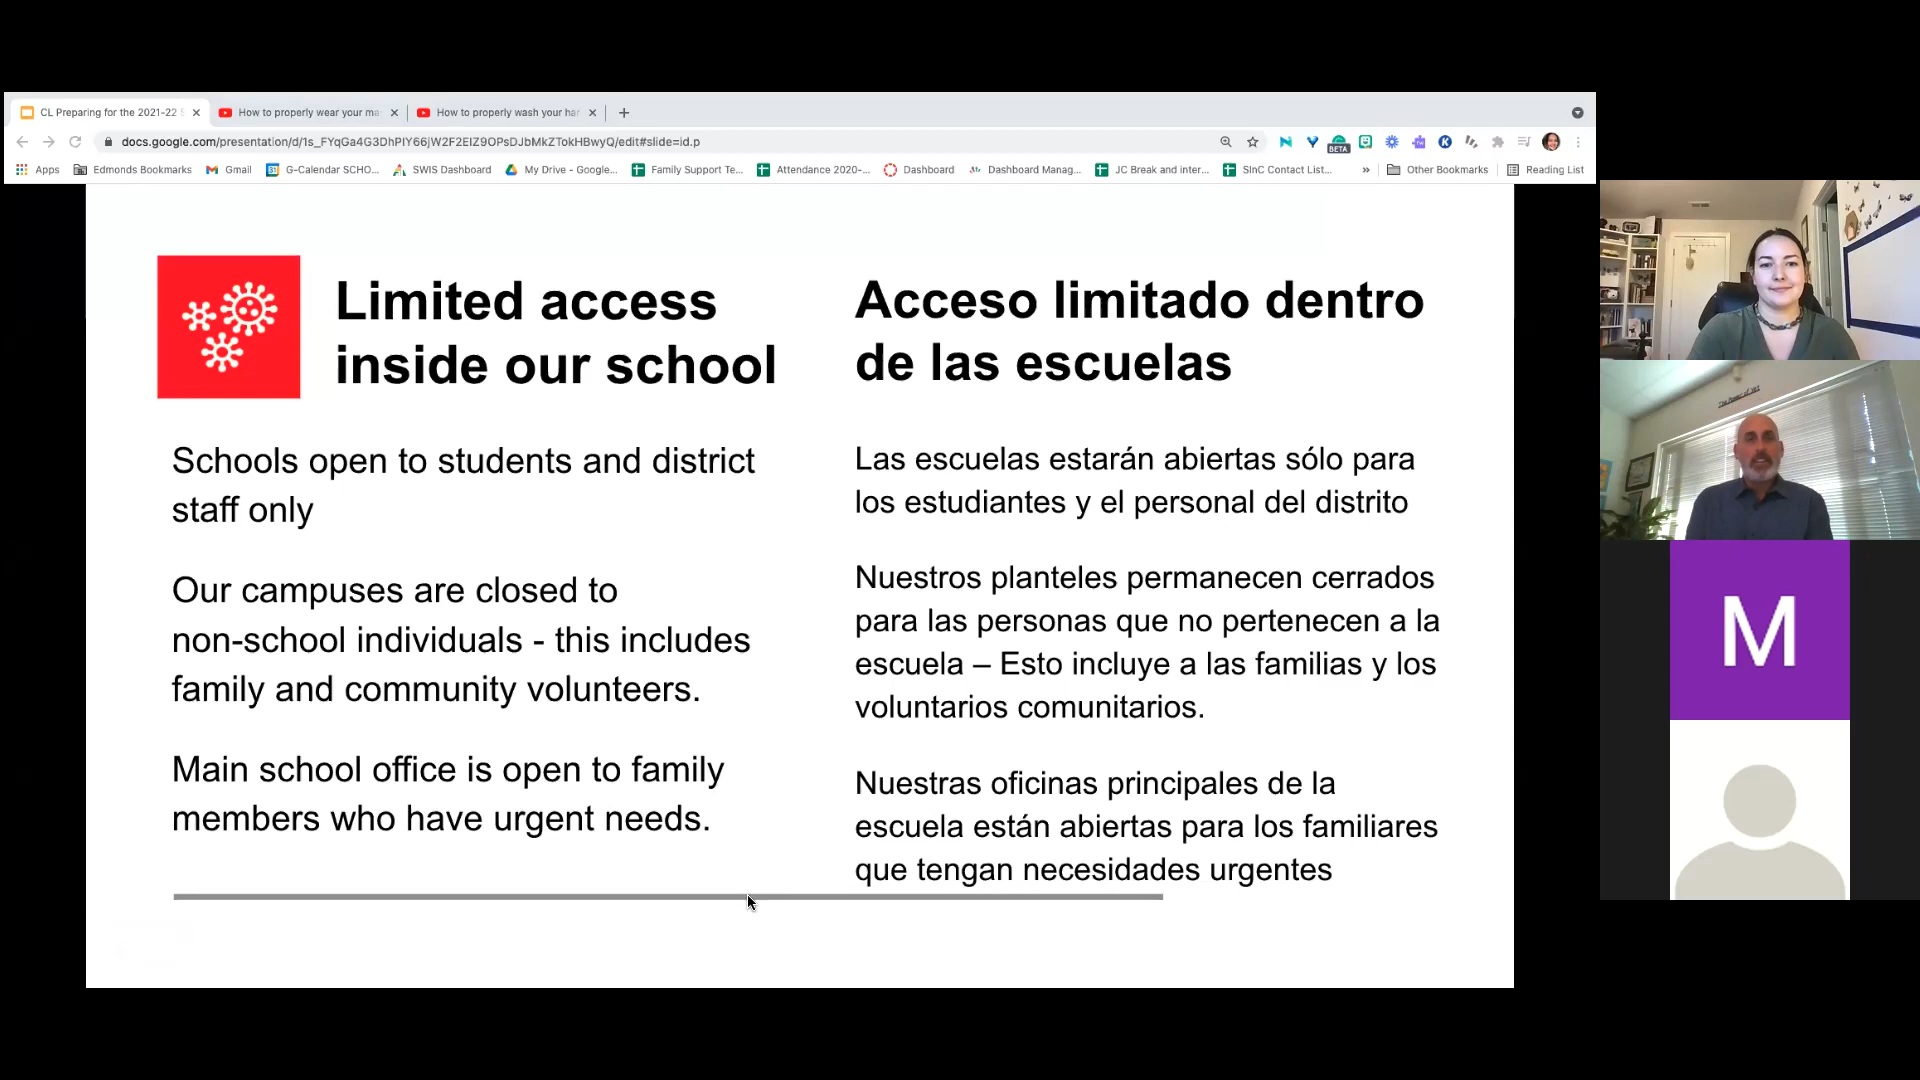 CL Preparing for the 2021-22
How to properly wear your ma
How to properly wash your har
docs.google.com/presentation/d/1s_FYqGa4G3DhPIY66jW2F2EIZ9OPsDJbMkZTokHBwyQ/edit#slide=id.p
BETA
Apps
Edmonds Bookmarks
Gmail
G-Calendar SCHO...
SWIS Dashboard
My Drive - Google...
Family Support Te...
Attendance 2020-...
Dashboard
Dashboard Manag...
JC Break and inter...
SInC Contact List...
»
Other Bookmarks
Reading List
Limited access
inside our school
Schools open to students and district
staff only
Our campuses are closed to
non-school individuals - this includes
family and community volunteers.
Main school office is open to family
members who have urgent needs.
Acceso limitado dentro
de las escuelas
Las escuelas estarán abiertas sólo para
los estudiantes y el personal del distrito
Nuestros planteles permanecen cerrados
para las personas que no pertenecen a la
escuela – Esto incluye a las familias y los
voluntarios comunitarios.
Nuestras oficinas principales de la
escuela están abiertas para los familiares
que tengan necesidades urgentes
The Power of Yet
M